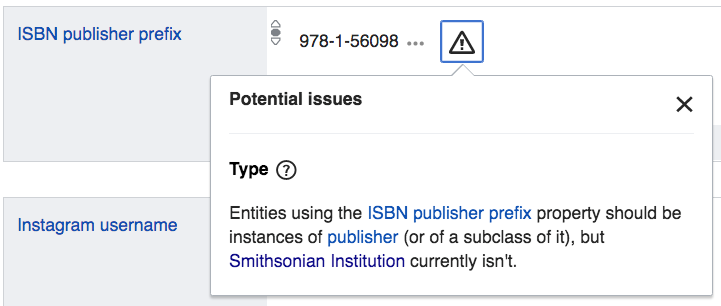 ISBN publisher prefix
978-1-56098
Potential issues
Type
Entities using the ISBN publisher prefix property should be
instances of publisher (or of a subclass of it), but
Smithsonian Institution currently isn't.
Instagram username